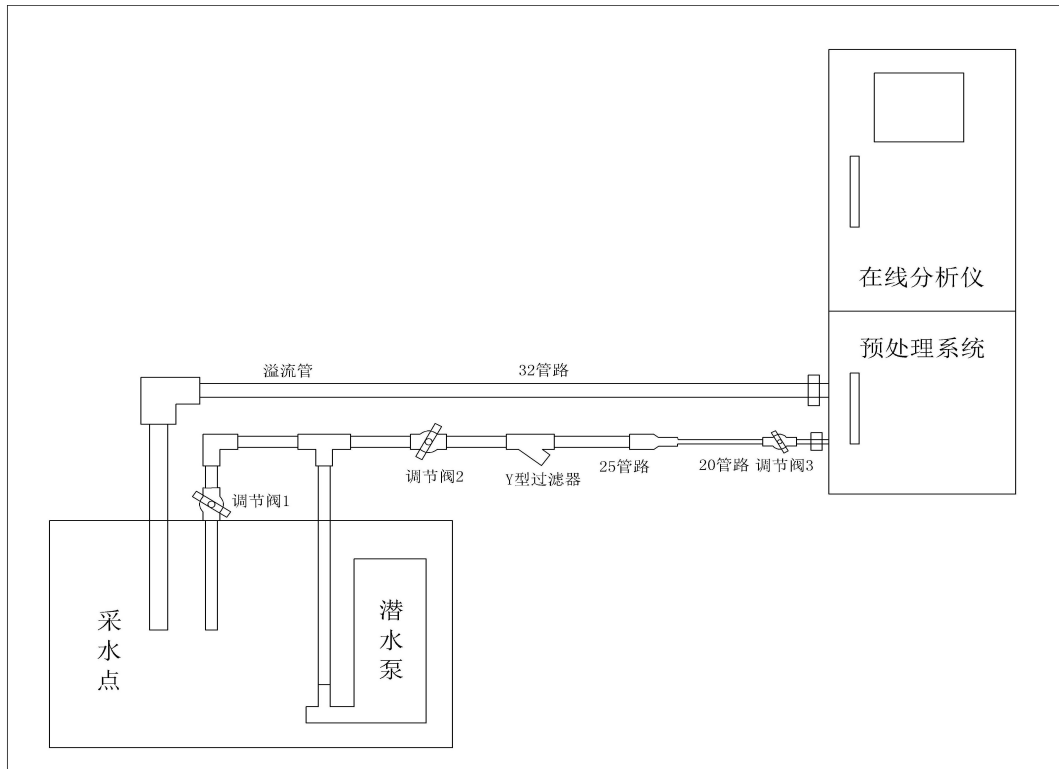 在线分析仪
预处理系统
溢流管
32管路
调节阀2
Y型过滤器
25管路
20管路
调节阀3
调节阀1
采水点
潜水泵